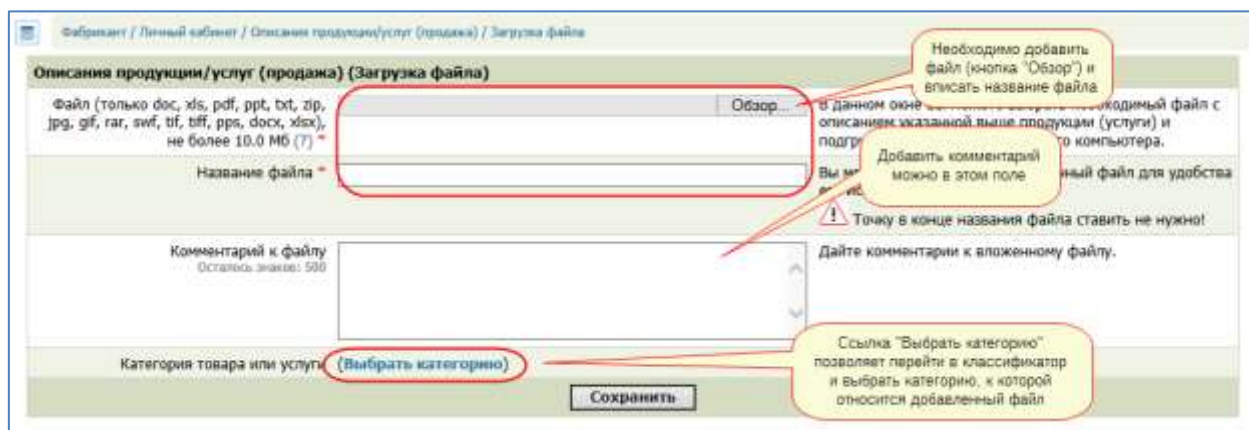 Фабрикант / Личный кабинет / Описания продукции/услуг (продажа) / Загрузка файла
Описания продукции/услуг (продажа) (Загрузка файла)
Необходимо добавить
файл (кнопка "Обзор") и
вписать название файла
Файл (только doc, xls, pdf, ppt, txt, zip,
jpg, gif, rar, swf, tif, tiff, pps, docx, xlsx),
не более 10.0 Мб (?) *
Обзор...
В данном окне файл с
описанием указанной выше продукции (услуги) и
компьютера.
Добавить комментарий
можно в этом поле
Название файла *
Вы файл для удобства
Точку в конце названия файла ставить не нужно!
Комментарий к файлу
Осталось знаков: 500
Дайте комментарии к вложенному файлу.
Категория товара или услуги (Выбрать категорию)
Ссылка "Выбрать категорию"
позволяет перейти в классификатор
и выбрать категорию, к которой
относится добавленный файл
Сохранить